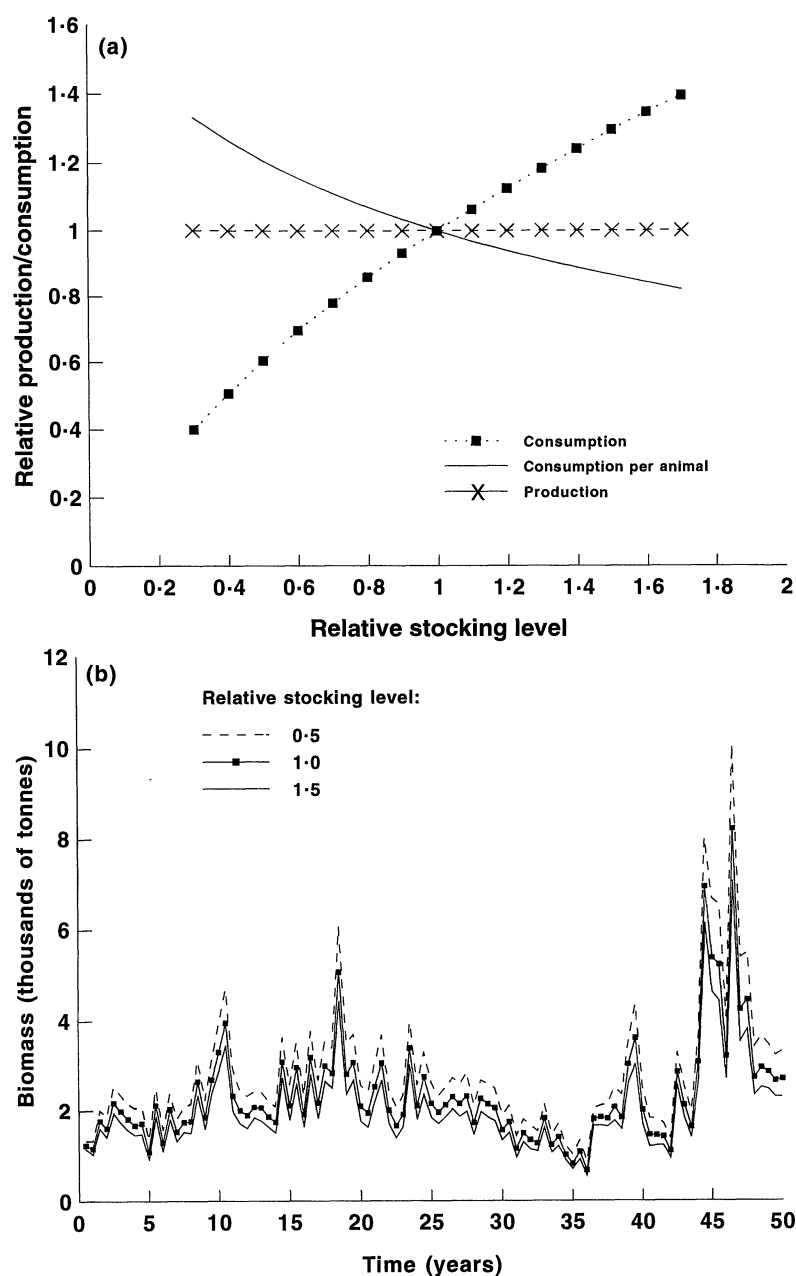 (a)
1·6
1·4
1·2
1
0·8
0·6
0·4
0·2
0
Relative production/consumption
Consumption
Consumption per animal
Production
0 0·2 0·4 0·6 0·8 1 1·2 1·4 1·6 1·8 2
Relative stocking level
(b)
12
10
8
6
4
2
0
Biomass (thousands of tonnes)
Relative stocking level:
0·5
1·0
1·5
0 5 10 15 20 25 30 35 40 45 50
Time (years)